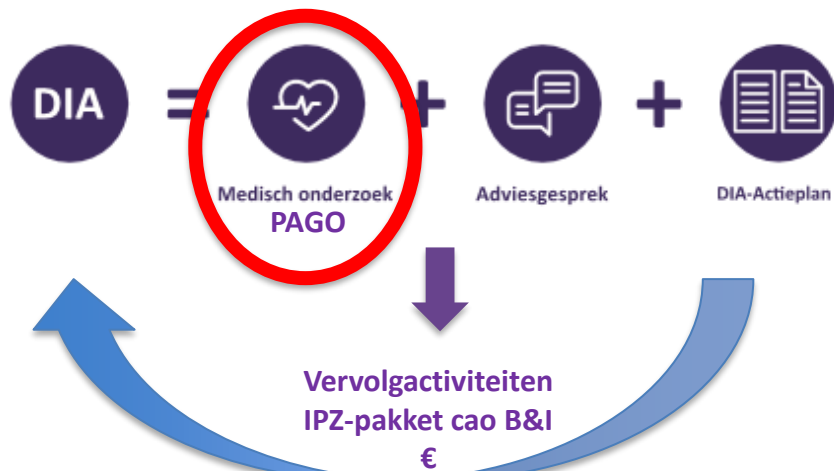 DIA = + +
Medisch onderzoek
PAGO
Adviesgesprek
DIA-Actieplan
Vervolgactiviteiten
IPZ-pakket cao B&I
€